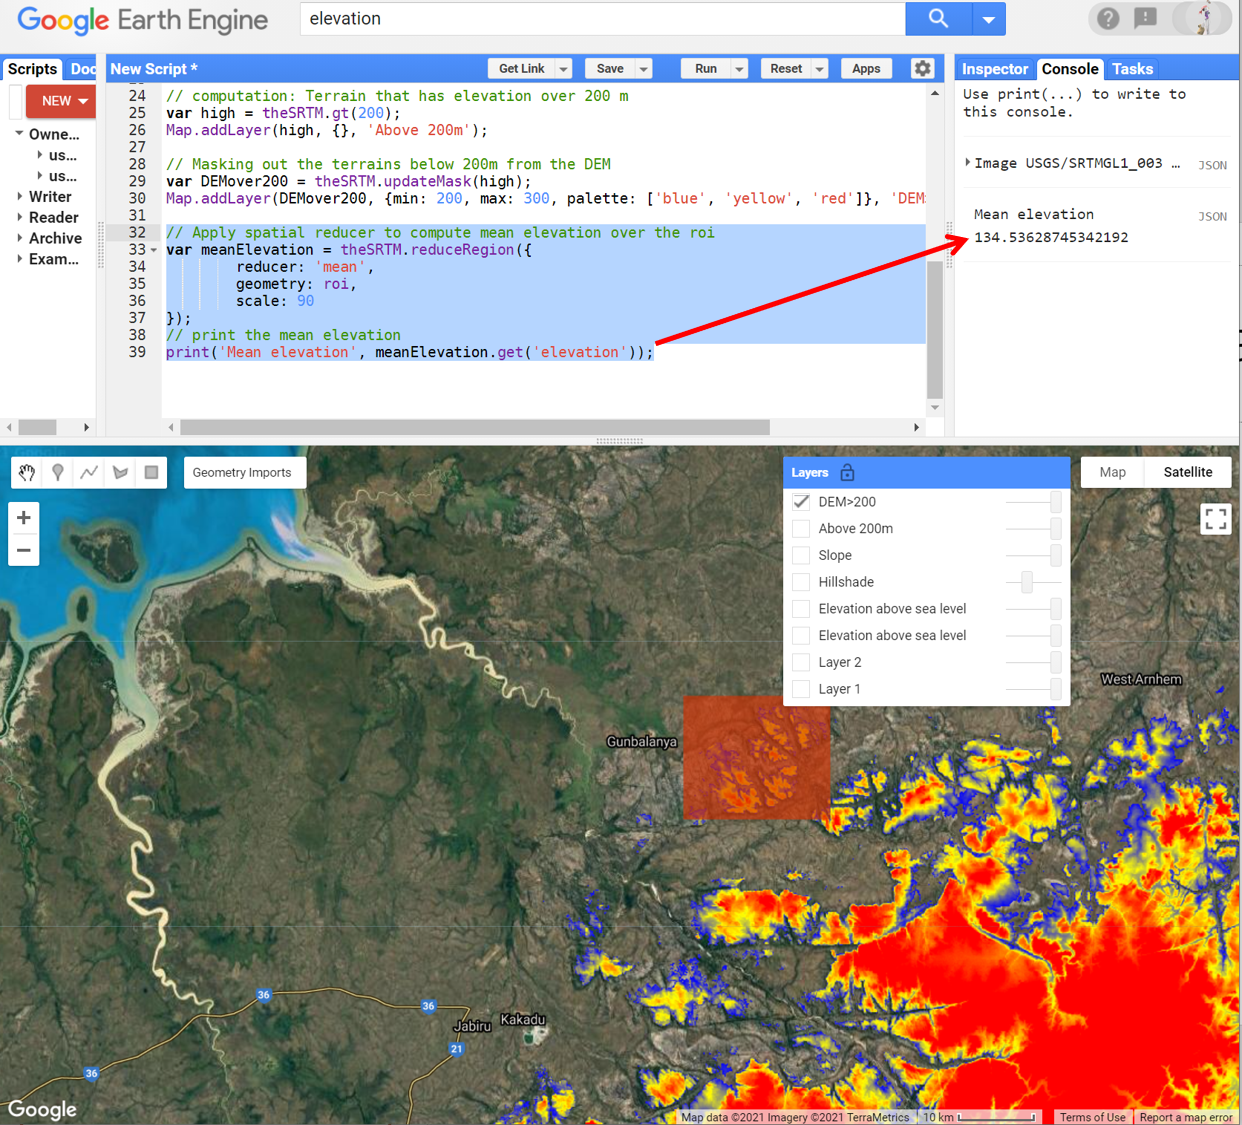 Google Earth Engine
elevation
Scripts Doc
New Script *
Get Link
Save
Run
Reset
Apps
Inspector Console Tasks
NEW
Owne...
us...
us...
Writer
Reader
Archive
Exam...
24 // computation: Terrain that has elevation over 200 m
25 var high = theSRTM.gt(200);
26 Map.addLayer(high, {}, 'Above 200m');
27
28 // Masking out the terrains below 200m from the DEM
29 var DEMover200 = theSRTM.updateMask(high);
30 Map.addLayer(DEMover200, {min: 200, max: 300, palette: ['blue', 'yellow', 'red']}, 'DEM
31
32 // Apply spatial reducer to compute mean elevation over the roi
33 var meanElevation = theSRTM.reduceRegion({
34 reducer: 'mean',
35 geometry: roi,
36 scale: 90
37 });
38 // print the mean elevation
39 print('Mean elevation', meanElevation.get('elevation'));
Use print(...) to write to
this console.
Image USGS/SRTMGL1_003 … JSON
Mean elevation JSON
134.53628745342192
Geometry Imports
Layers
DEM>200
Above 200m
Slope
Hillshade
Elevation above sea level
Elevation above sea level
Layer 2
Layer 1
Map Satellite
West Arnhem
Gunbalanya
36
36
Jabiru
Kakadu
21
36
Google
Map data ©2021 Imagery ©2021 TerraMetrics
10 km
Terms of Use
Report a map error